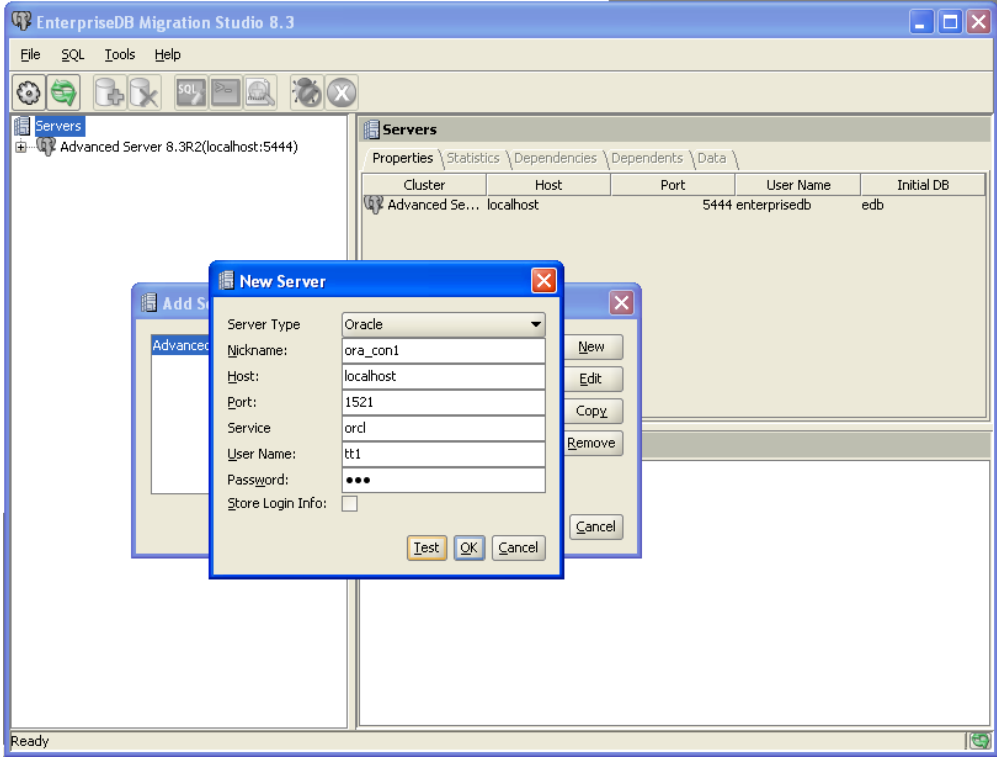 EnterpriseDB Migration Studio 8.3
File SQL Tools Help
SQL
Servers
Advanced Server 8.3R2(localhost:5444)
Servers
Properties Statistics Dependencies Dependents Data
Cluster Host Port User Name Initial DB
Advanced Se... localhost 5444 enterprisedb edb
Add S
Advanced
New
Edit
Copy
Remove
Cancel
New Server
Server Type Oracle
Nickname: ora_con1
Host: localhost
Port: 1521
Service orcl
User Name: tt1
Password: ●●●
Store Login Info:
Test OK Cancel
Ready